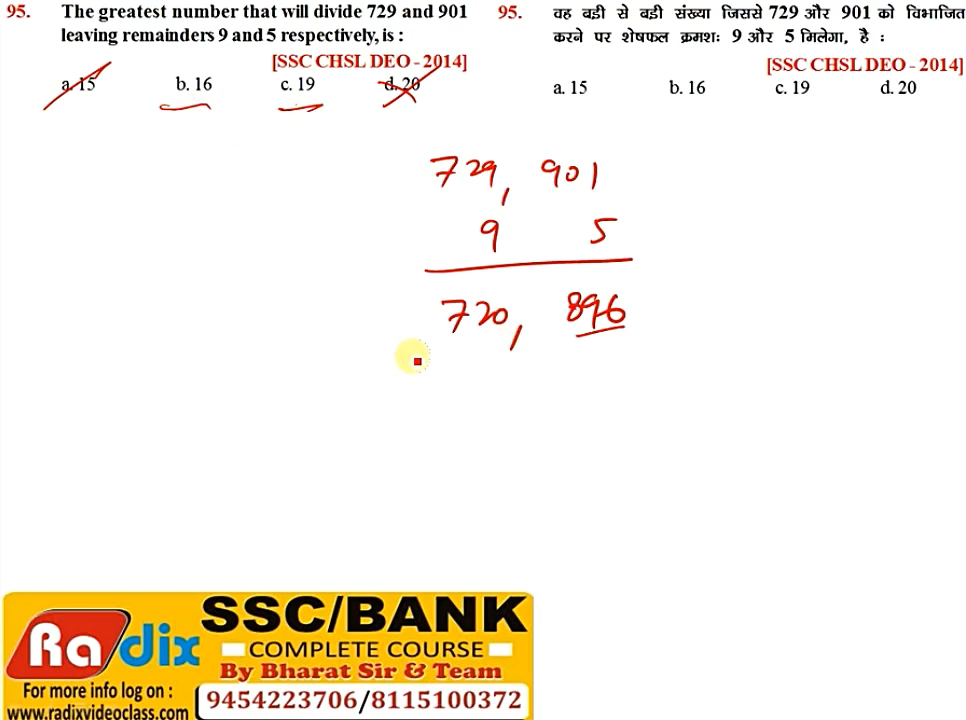 95. The greatest number that will divide 729 and 901
leaving remainders 9 and 5 respectively, is :
[SSC CHSL DEO - 2014]
a. 15 b. 16 c. 19 d. 20
95. वह बड़ी से बड़ी संख्या जिससे 729 और 901 को विभाजित
करने पर शेषफल क्रमशः 9 और 5 मिलेगा, है :
[SSC CHSL DEO - 2014]
a. 15 b. 16 c. 19 d. 20
729, 901
9 5
720, 896
Radix
For more info log on :
www.radixvideoclass.com
SSC/BANK
COMPLETE COURSE
By Bharat Sir & Team
9454223706/8115100372